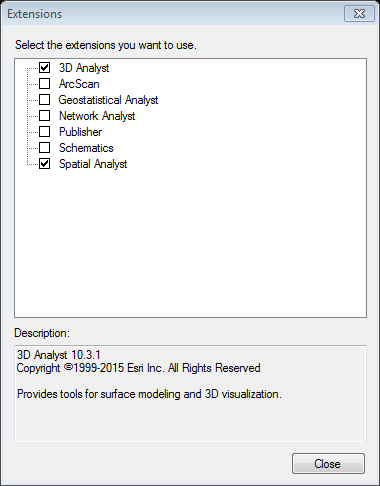 Extensions
Select the extensions you want to use.
3D Analyst
ArcScan
Geostatistical Analyst
Network Analyst
Publisher
Schematics
Spatial Analyst
Description:
3D Analyst 10.3.1
Copyright ©1999-2015 Esri Inc. All Rights Reserved
Provides tools for surface modeling and 3D visualization.
Close